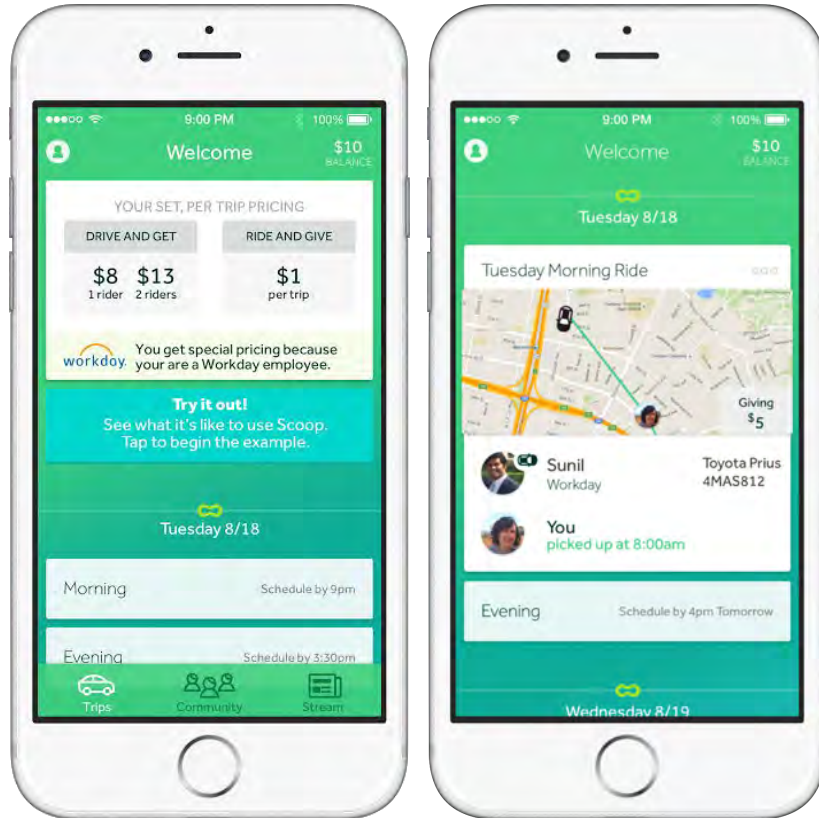 9:00 PM
100%
Welcome
$10
BALANCE
YOUR SET, PER TRIP PRICING
DRIVE AND GET
RIDE AND GIVE
$8 $13
1 rider 2 riders
$1
per trip
workday.
You get special pricing because
your are a Workday employee.
Try it out!
See what it's like to use Scoop.
Tap to begin the example.
Tuesday 8/18
Morning
Schedule by 9pm
Evening
Schedule by 3:30pm
Trips
Community
Stream
9:00 PM
100%
Welcome
$10
BALANCE
Tuesday 8/18
Tuesday Morning Ride
Giving
$5
Sunil
Workday
Toyota Prius
4MAS812
You
picked up at 8:00am
Evening
Schedule by 4pm Tomorrow
Wednesday 8/19